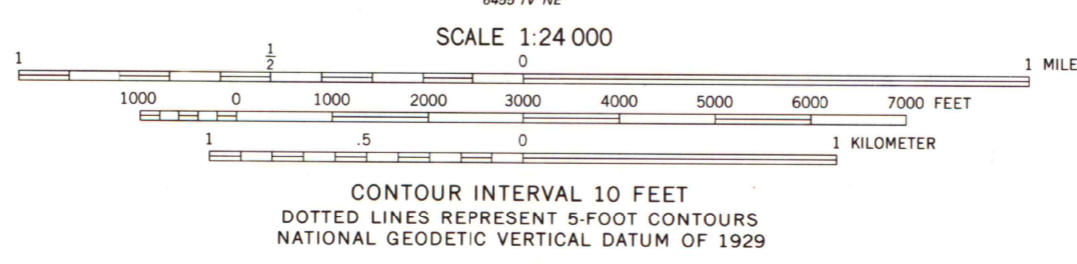 SCALE 1:24 000
1 1/2 0 1 MILE
1000 0 1000 2000 3000 4000 5000 6000 7000 FEET
1 .5 0 1 KILOMETER
CONTOUR INTERVAL 10 FEET
DOTTED LINES REPRESENT 5-FOOT CONTOURS
NATIONAL GEODETIC VERTICAL DATUM OF 1929